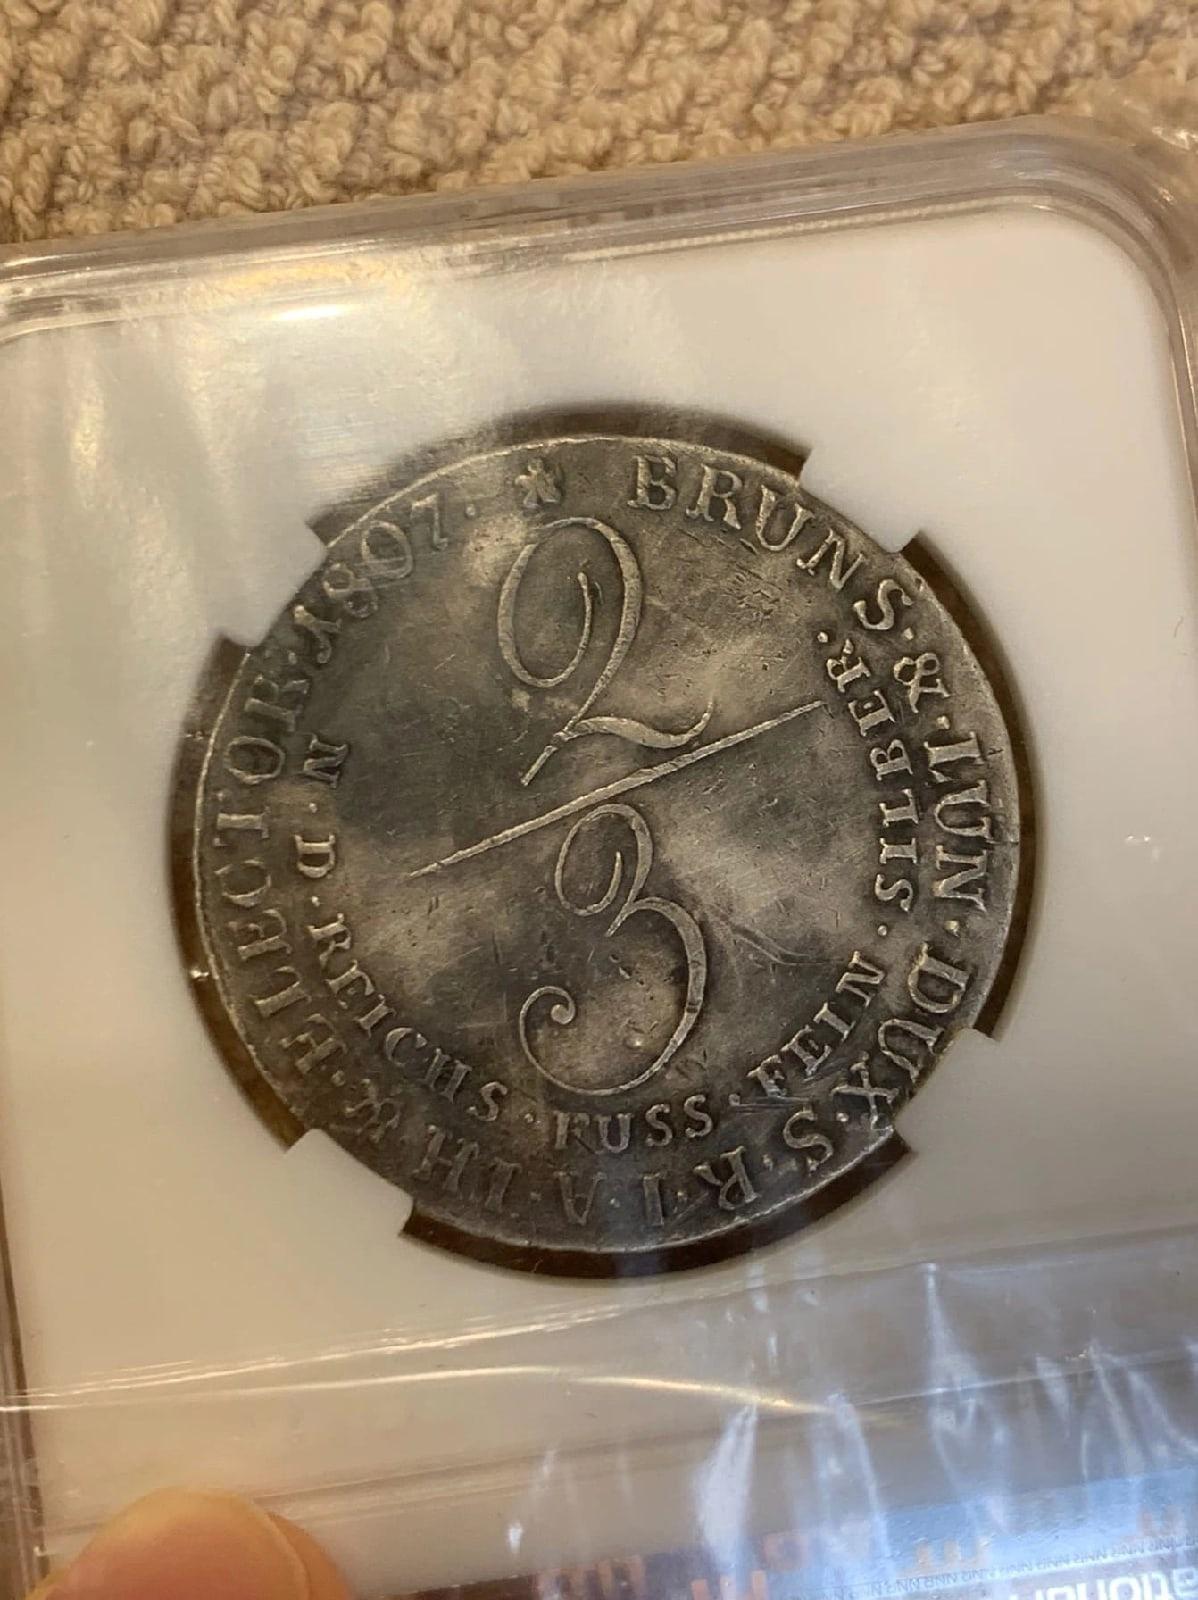 * BRUNS. & LUN. DUX. S. R. I. A. TH. & ELECTOR. 1807.
2
3
N. D. REICHS. FUSS. FEIN. SILBER.